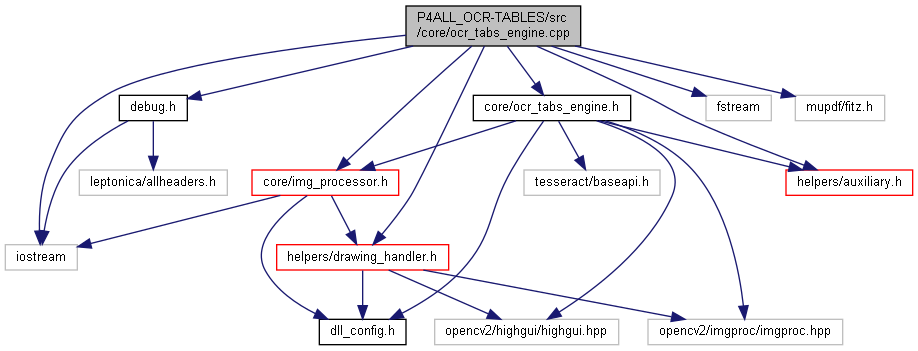 P4ALL_OCR-TABLES/src
/core/ocr_tabs_engine.cpp
debug.h
core/ocr_tabs_engine.h
fstream
mupdf/fitz.h
leptonica/allheaders.h
core/img_processor.h
tesseract/baseapi.h
helpers/auxiliary.h
iostream
helpers/drawing_handler.h
dll_config.h
opencv2/highgui/highgui.hpp
opencv2/imgproc/imgproc.hpp